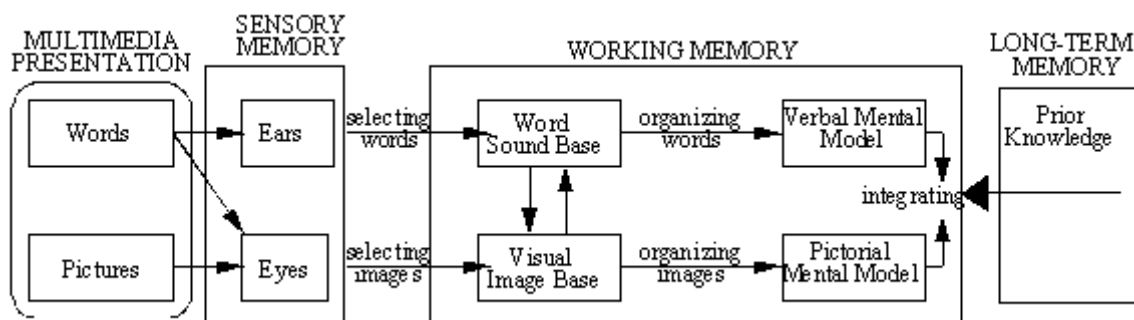 MULTIMEDIA
PRESENTATION
SENSORY
MEMORY
WORKING MEMORY
LONG-TERM
MEMORY
Words
Ears
selecting
words
Word
Sound Base
organizing
words
Verbal Mental
Model
Prior
Knowledge
integrating
Pictures
Eyes
selecting
images
Visual
Image Base
organizing
images
Pictorial
Mental Model